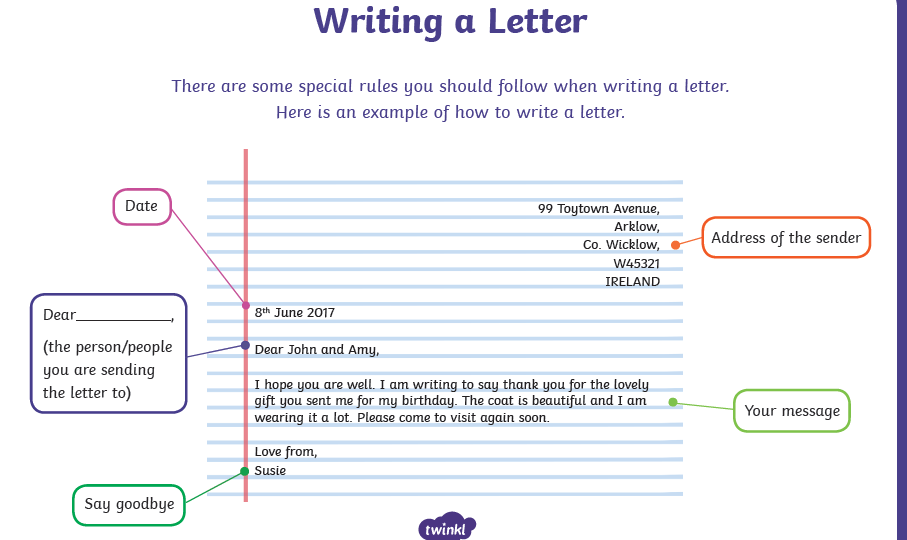 Writing a Letter
There are some special rules you should follow when writing a letter.
Here is an example of how to write a letter.
Date
99 Toytown Avenue,
Arklow,
Co. Wicklow,
W45321
IRELAND
Address of the sender
8th June 2017
Dear____________,
(the person/people
you are sending
the letter to)
Dear John and Amy,
I hope you are well. I am writing to say thank you for the lovely
gift you sent me for my birthday. The coat is beautiful and I am
wearing it a lot. Please come to visit again soon.
Your message
Love from,
Susie
Say goodbye
twinkl